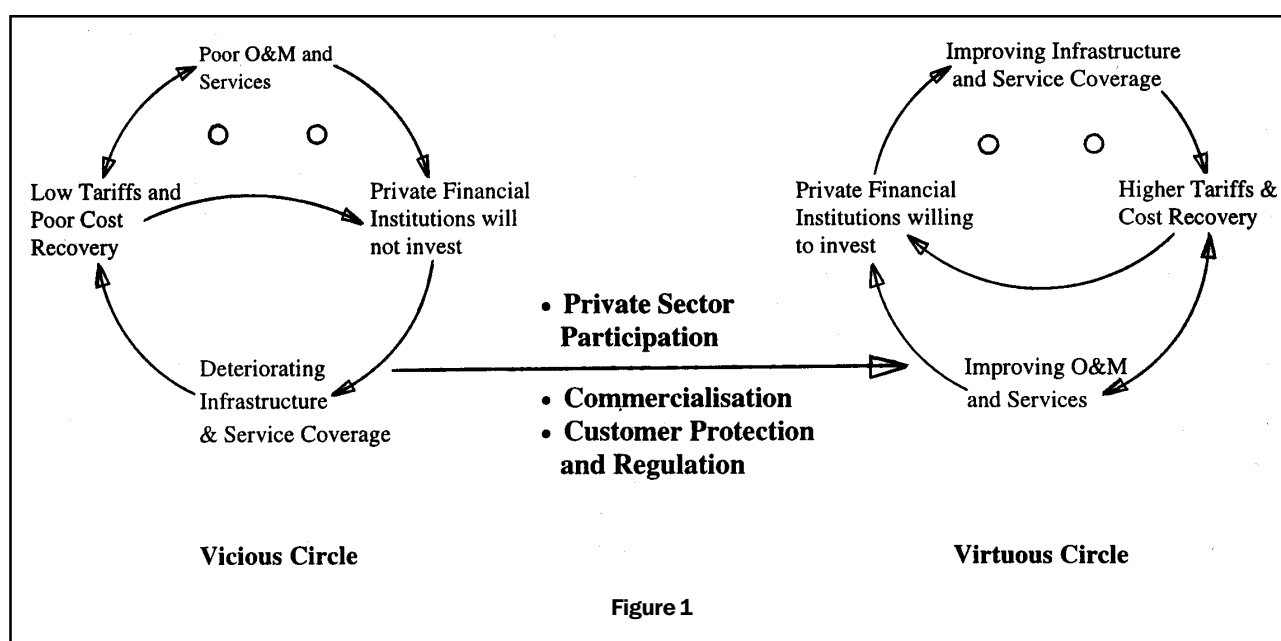 Poor O&M and
Services
Low Tariffs and
Poor Cost
Recovery
Private Financial
Institutions will
not invest
Deteriorating
Infrastructure
& Service Coverage
Vicious Circle
• Private Sector
Participation
• Commercialisation
• Customer Protection
and Regulation
Improving Infrastructure
and Service Coverage
Private Financial
Institutions willing
to invest
Higher Tariffs &
Cost Recovery
Improving O&M
and Services
Virtuous Circle
Figure 1